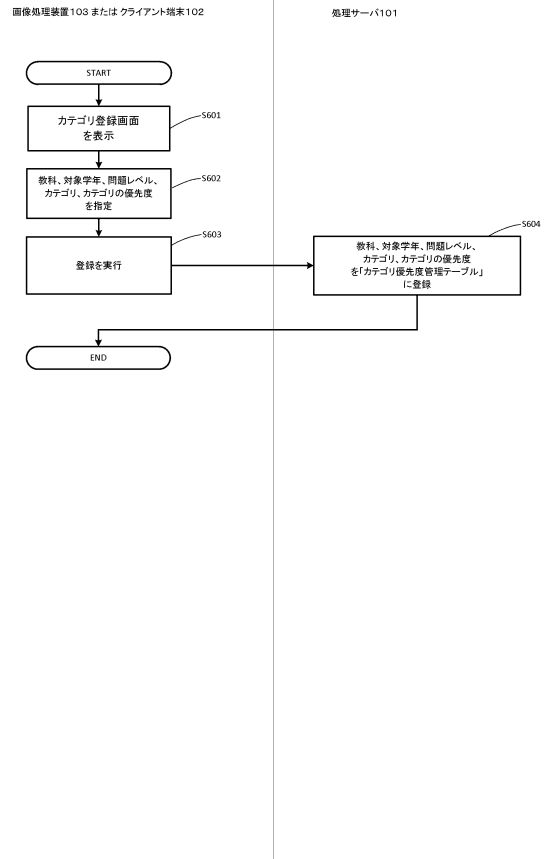 画像処理装置１０３ または クライアント端末１０２
処理サーバ１０１
START
カテゴリ登録画面
を表示
S601
教科、対象学年、問題レベル、
カテゴリ、カテゴリの優先度
を指定
S602
登録を実行
S603
教科、対象学年、問題レベル、
カテゴリ、カテゴリの優先度
を「カテゴリ優先度管理テーブル」
に登録
S604
END